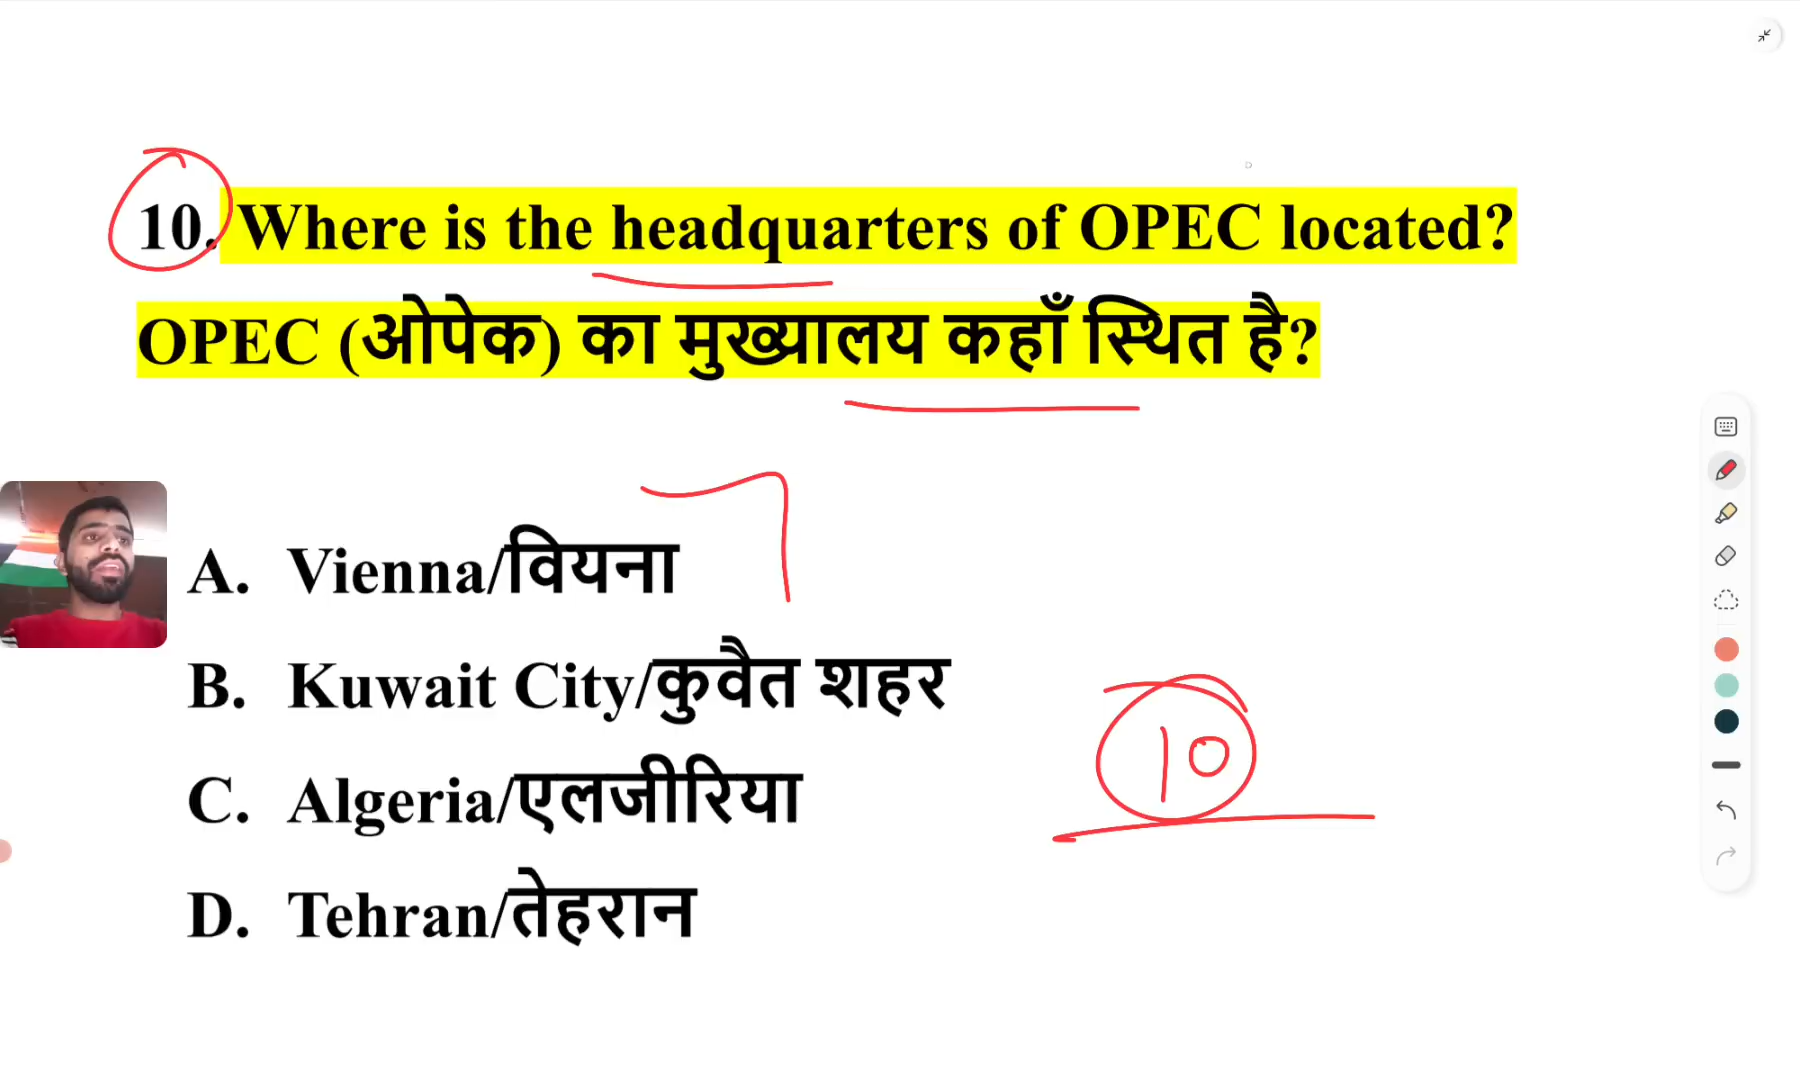 10. Where is the headquarters of OPEC located?
OPEC (ओपेक) का मुख्यालय कहाँ स्थित है?
A. Vienna/वियना
B. Kuwait City/कुवैत शहर
C. Algeria/एलजीरिया
D. Tehran/तेहरान
10